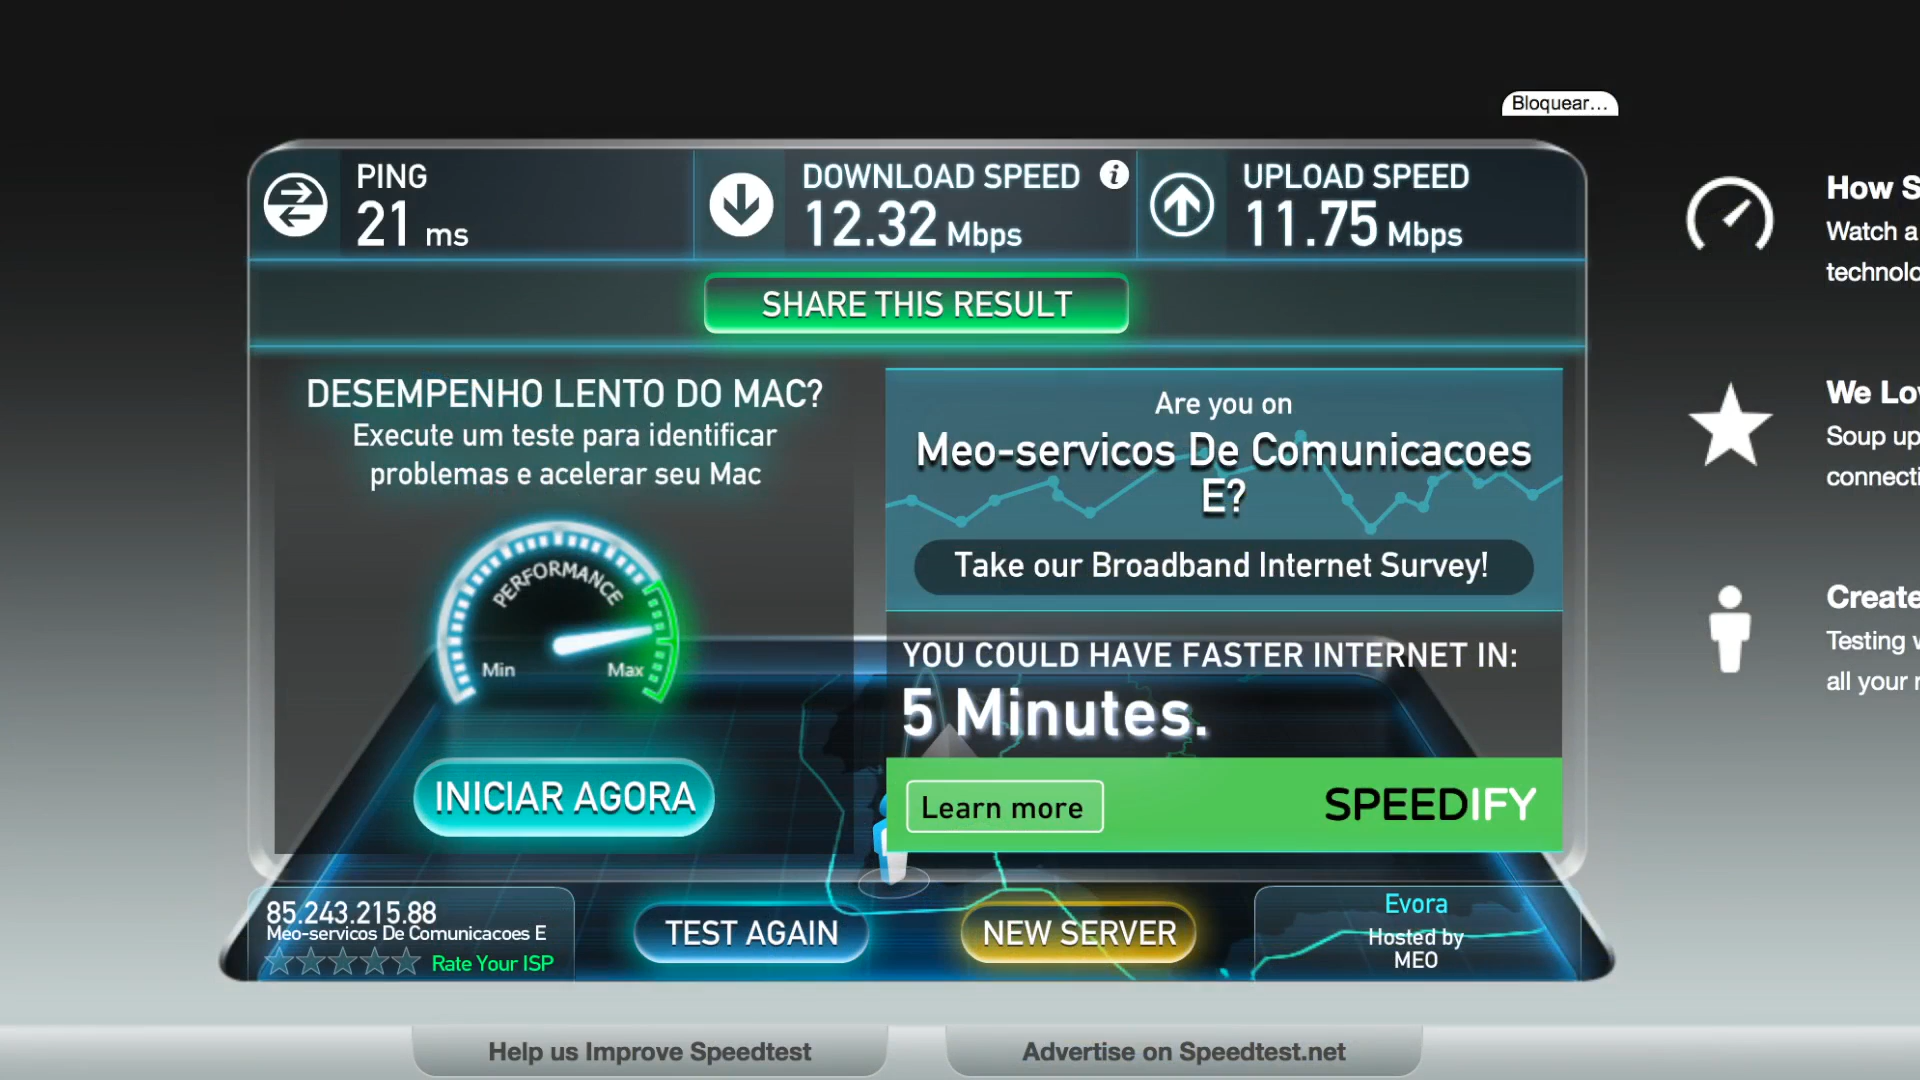 Bloquear...
PING
21 ms
DOWNLOAD SPEED i
12.32 Mbps
UPLOAD SPEED
11.75 Mbps
SHARE THIS RESULT
DESEMPENHO LENTO DO MAC?
Execute um teste para identificar
problemas e acelerar seu Mac
PERFORMANCE
Min Max
INICIAR AGORA
Are you on
Meo-servicos De Comunicacoes
E?
Take our Broadband Internet Survey!
YOU COULD HAVE FASTER INTERNET IN:
5 Minutes.
Learn more
SPEEDIFY
85.243.215.88
Meo-servicos De Comunicacoes E
Rate Your ISP
TEST AGAIN
NEW SERVER
Evora
Hosted by
MEO
Help us Improve Speedtest
Advertise on Speedtest.net
How
Watch a
We
Soup up
Create
Testing
all your